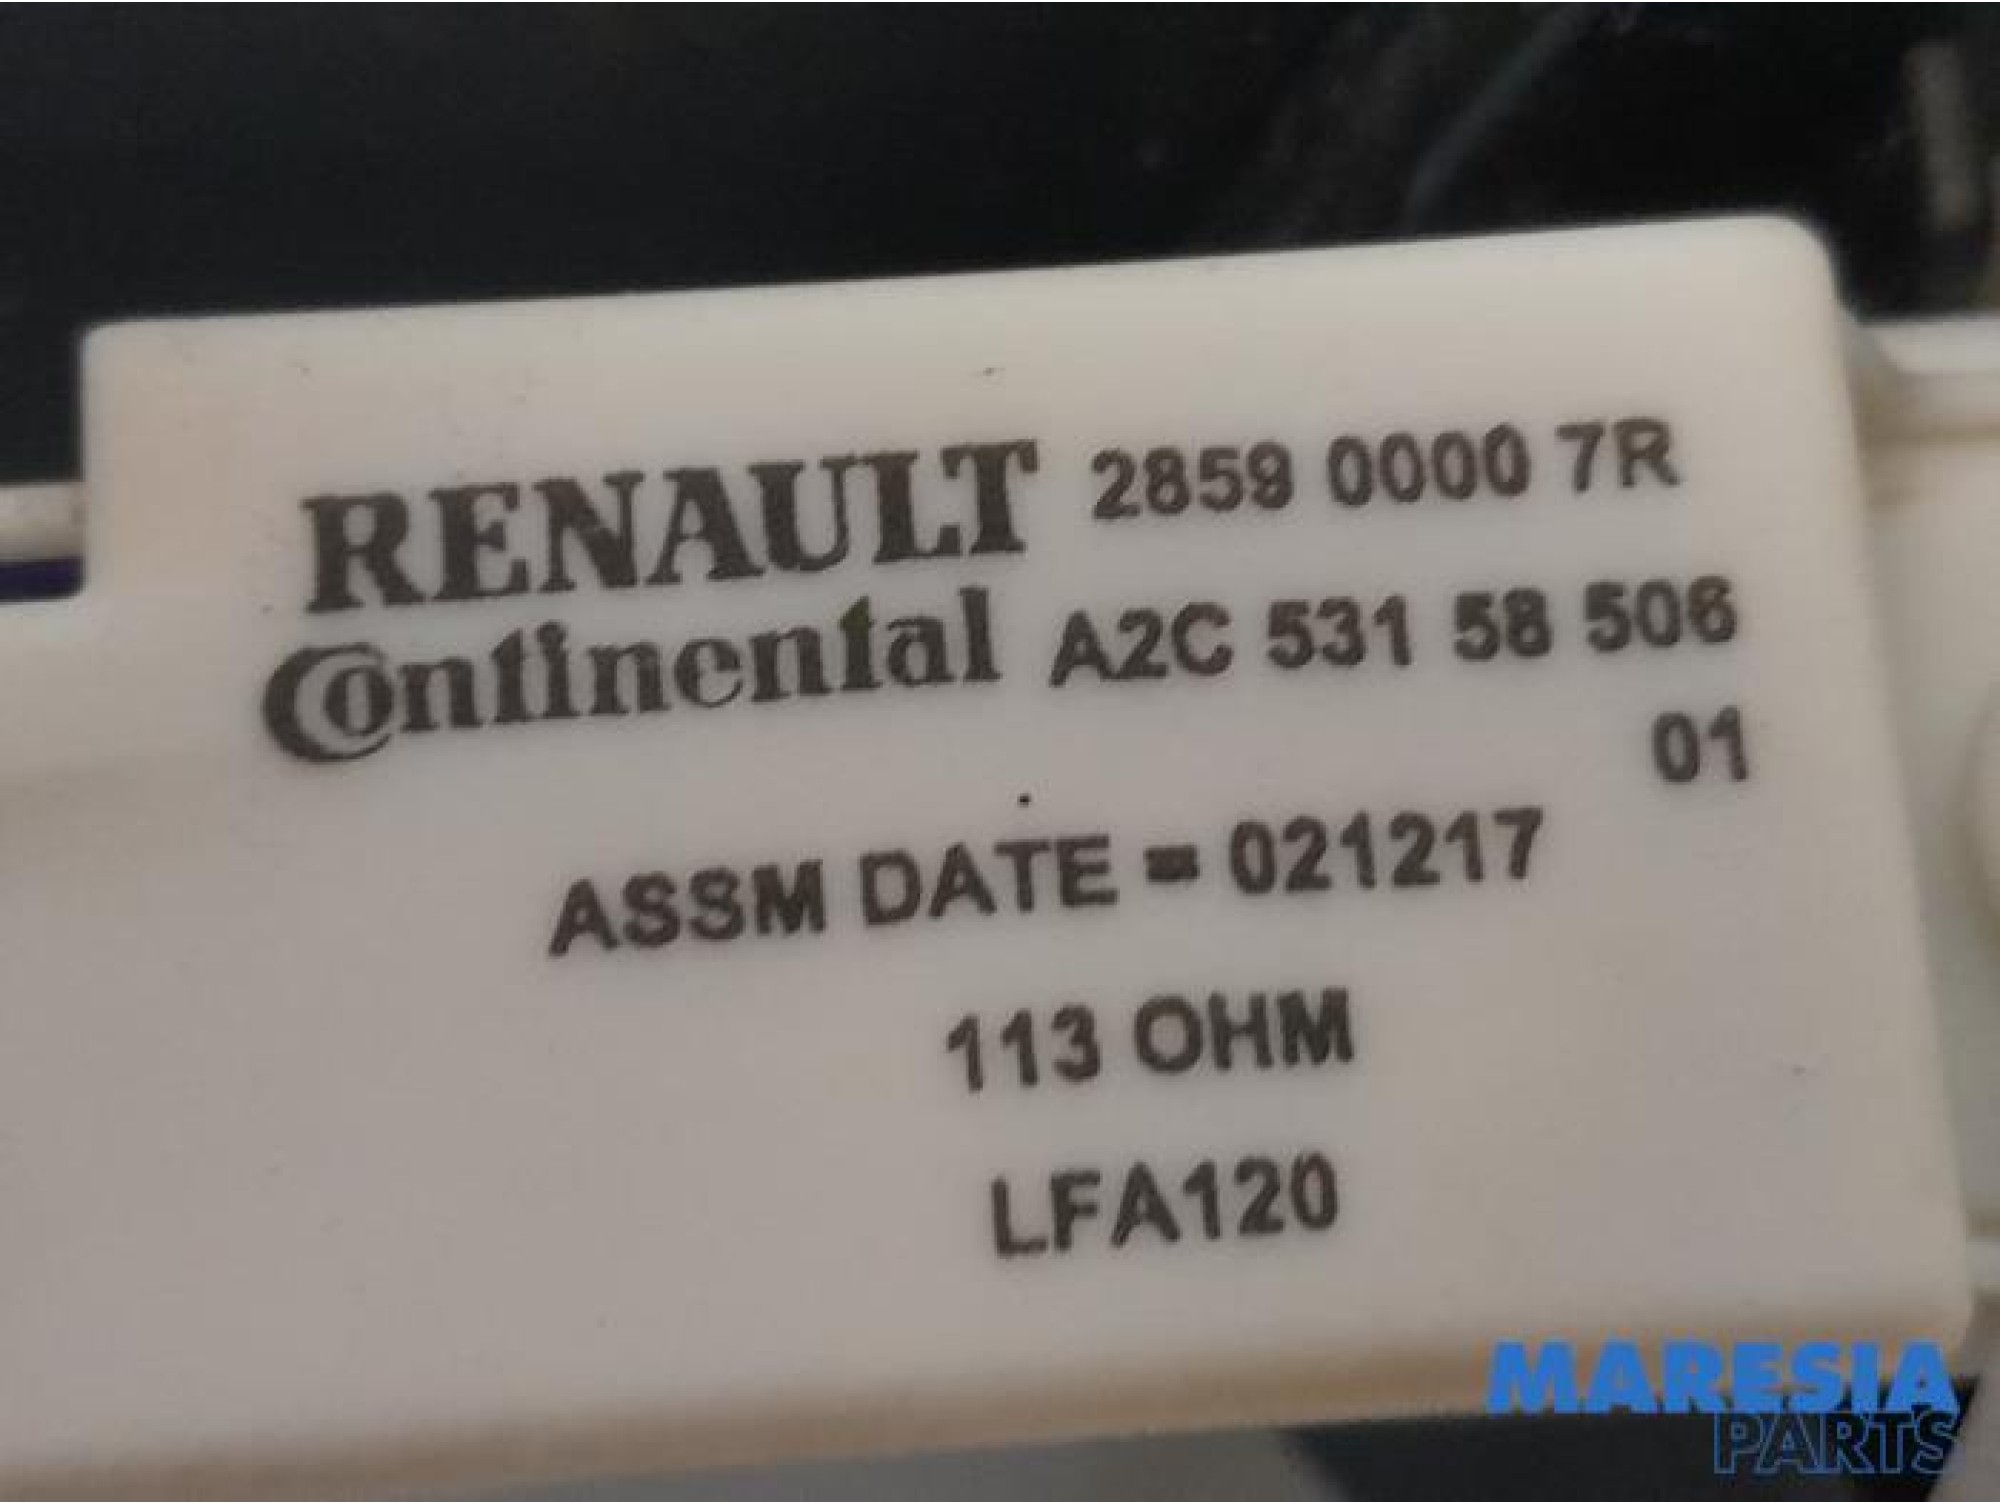 RENAULT 2859 0000 7R
Continental A2C 531 58 506
01
ASSM DATE = 021217
113 OHM
LFA120
MARESIA
PARTS